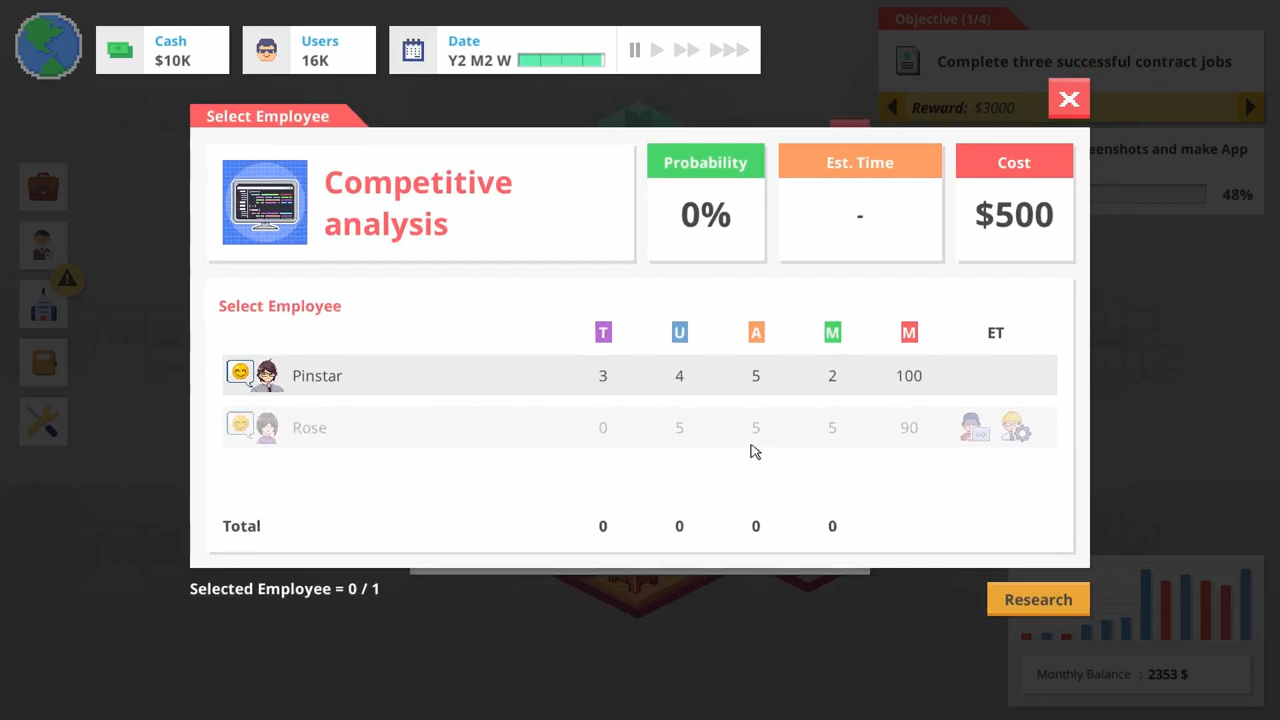 Objective (1/4)
Cash
$10K
Users
16K
Date
Y2 M2 W
Complete three successful contract jobs
Reward: $3000
Select Employee
eenshots and make App
48%
Competitive
analysis
Probability
0%
Est. Time
-
Cost
$500
Select Employee
T U A M M ET
Pinstar 3 4 5 2 100
Rose 0 5 5 5 90
Total 0 0 0 0
Selected Employee = 0 / 1
Research
Monthly Balance : 2353 $